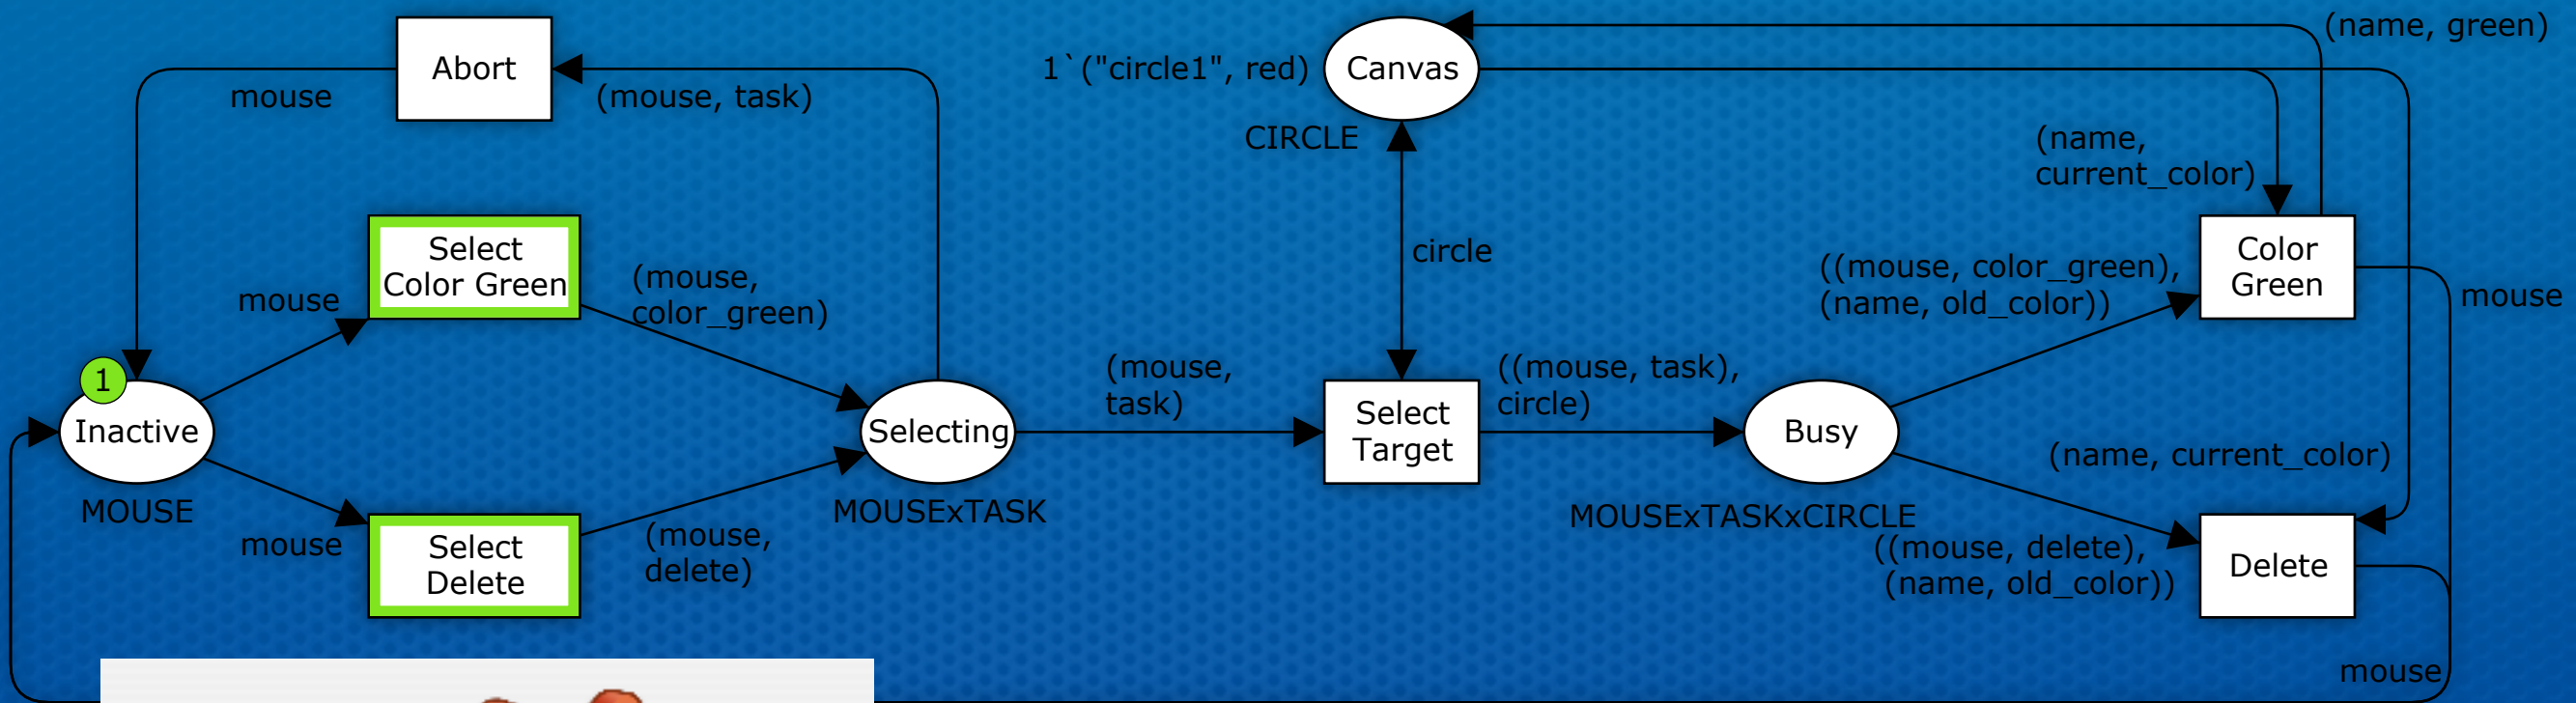 (name, green)
Abort
Canvas
1`("circle1", red)
mouse
(mouse, task)
CIRCLE
(name,
current_color)
Select
Color Green
(mouse,
color_green)
mouse
circle
Color
Green
((mouse, color_green),
(name, old_color))
mouse
1
Inactive
MOUSE
Selecting
MOUSExTASK
(mouse,
task)
Select
Target
((mouse, task),
circle)
Busy
MOUSExTASKxCIRCLE
(name, current_color)
mouse
Select
Delete
(mouse,
delete)
((mouse, delete),
(name, old_color))
Delete
mouse